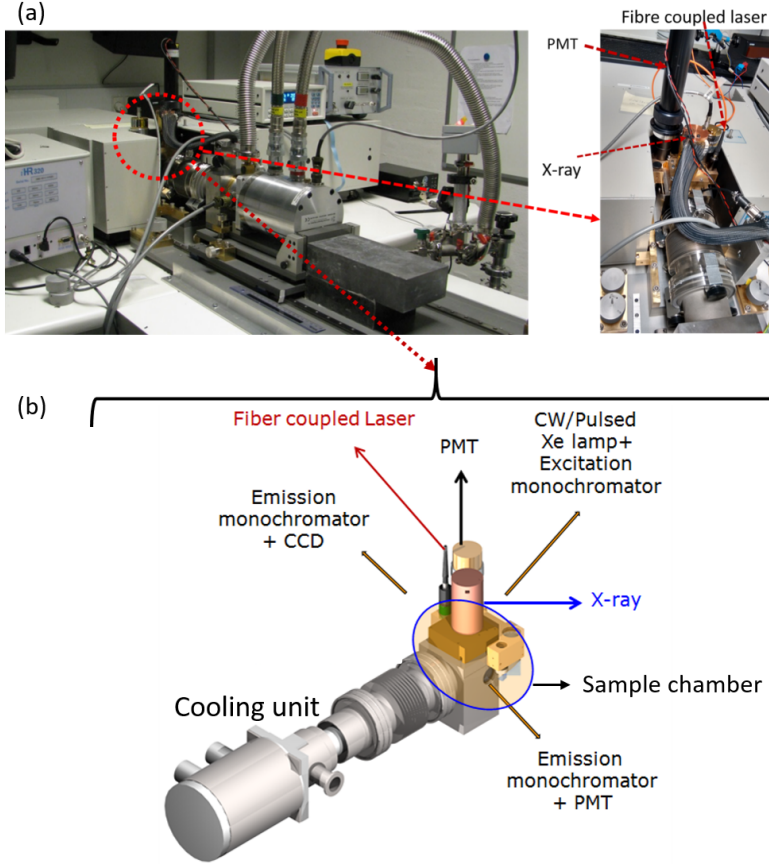 (a)
Fibre coupled laser
PMT
X-ray
(b)
Fiber coupled Laser
PMT
CW/Pulsed
Xe lamp+
Excitation
monochromator
Emission
monochromator
+ CCD
X-ray
Sample chamber
Cooling unit
Emission
monochromator
+ PMT